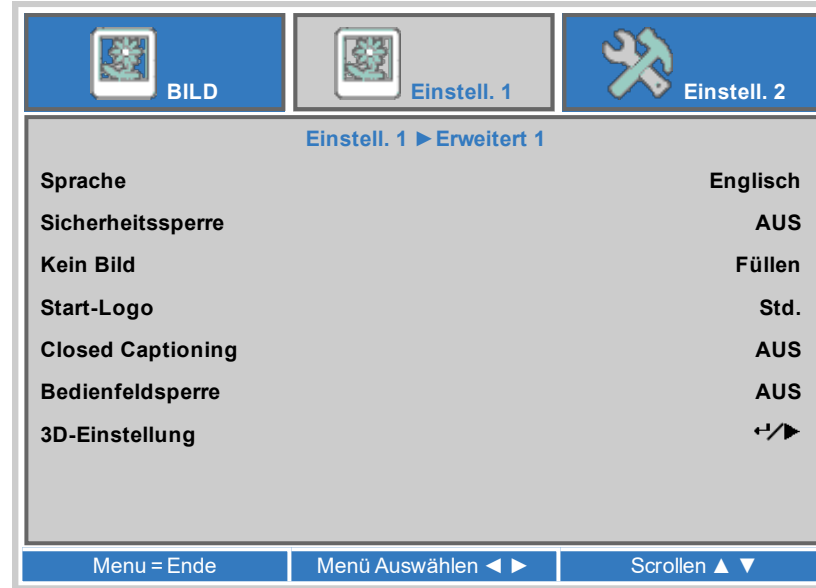 BILD
Einstell. 1
Einstell. 2
Einstell. 1 ►Erweitert 1
Sprache Englisch
Sicherheitssperre AUS
Kein Bild Füllen
Start-Logo Std.
Closed Captioning AUS
Bedienfeldsperre AUS
3D-Einstellung ↵/►
Menu = Ende
Menü Auswählen ◄ ►
Scrollen ▲ ▼